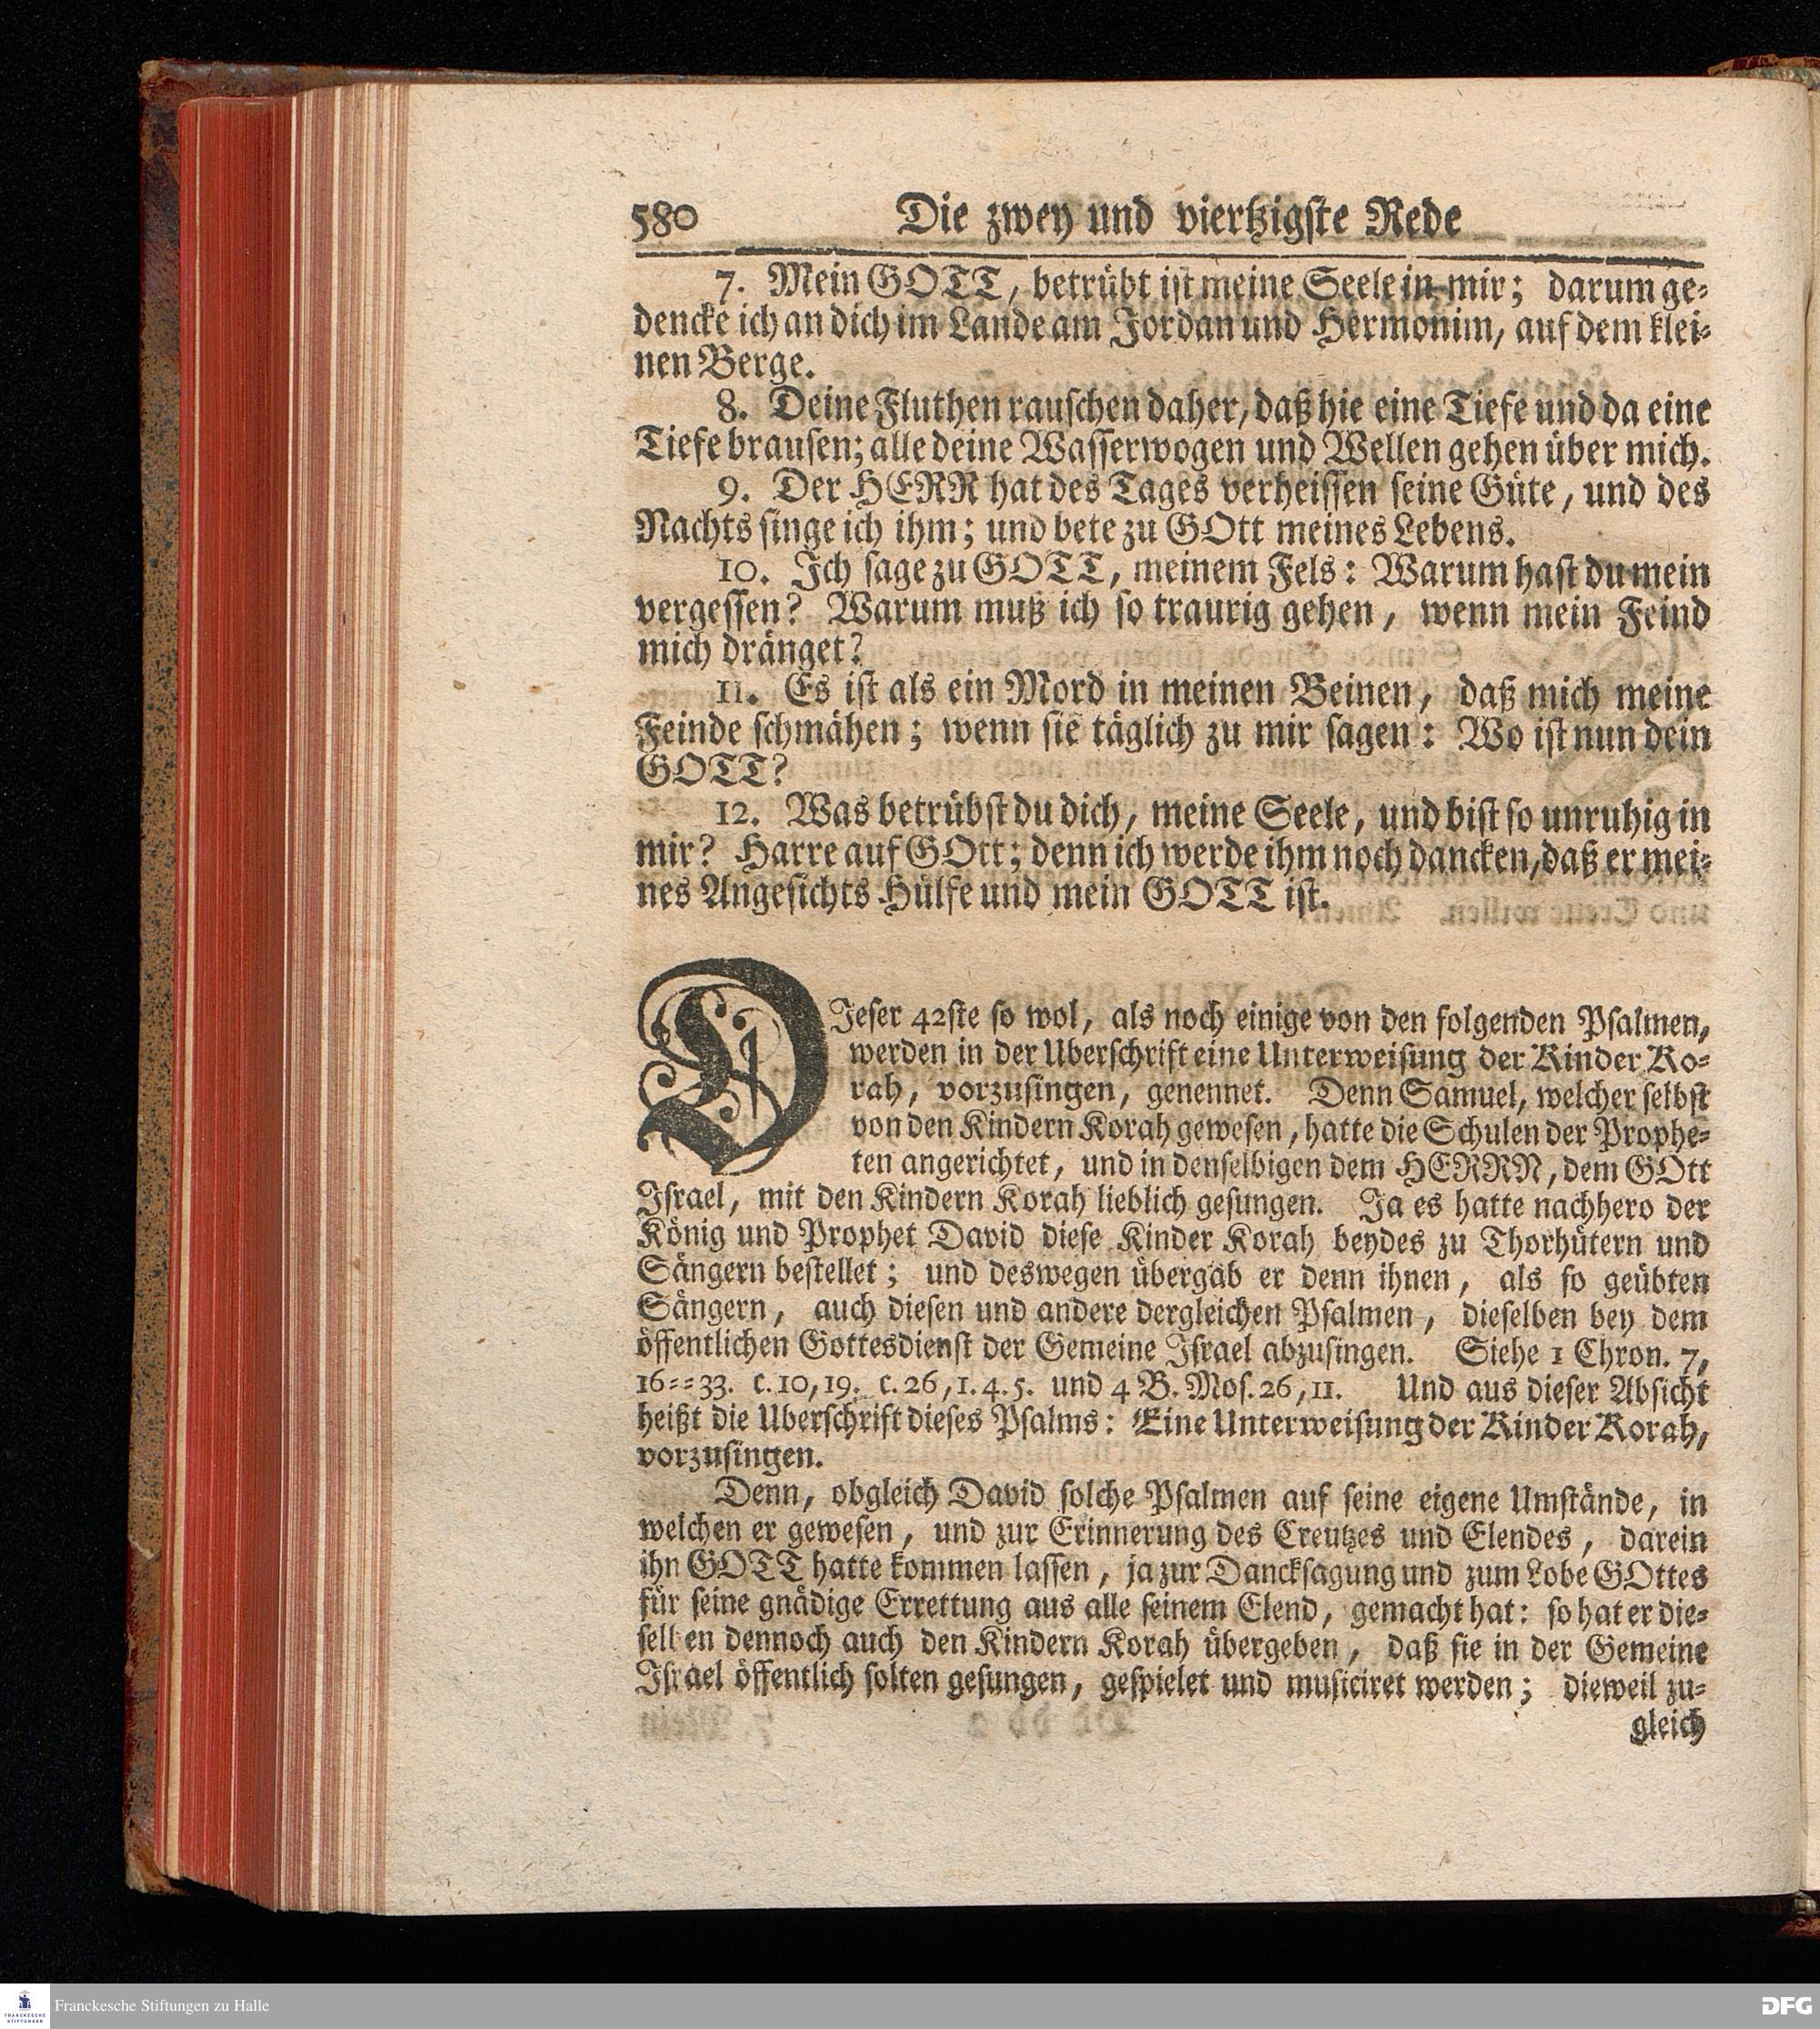 580 Die zwey und viertzigste Rede
7. Mein GOTT, betrübt ist meine Seele in mir; darum ge-
dencke ich an dich im Lande am Jordan und Hermonim, auf dem klei-
nen Berge.
8. Deine Fluthen rauschen daher, daß hie eine Tiefe und da eine
Tiefe brausen; alle deine Wasserwogen und Wellen gehen über mich.
9. Der HERR hat des Tages verheissen seine Güte, und des
Nachts singe ich ihm; und bete zu GOtt meines Lebens.
10. Ich sage zu GOTT, meinem Fels: Warum hast du mein
vergessen? Warum muß ich so traurig gehen, wenn mein Feind
mich dränget?
11. Es ist als ein Mord in meinen Beinen, daß mich meine
Feinde schmähen; wenn sie täglich zu mir sagen: Wo ist nun dein
GOTT?
12. Was betrübst du dich, meine Seele, und bist so unruhig in
mir? Harre auf GOtt; denn ich werde ihm noch dancken, daß er mei-
nes Angesichts Hülfe und mein GOTT ist.
DIeser 42ste so wol, als noch einige von den folgenden Psalmen,
werden in der Uberschrift eine Unterweisung der Kinder Ko-
rah, vorzusingen, genennet. Denn Samuel, welcher selbst
von den Kindern Korah gewesen, hatte die Schulen der Prophe-
ten angerichtet, und in denselbigen dem HERRN, dem GOtt
Israel, mit den Kindern Korah lieblich gesungen. Ja es hatte nachhero der
König und Prophet David diese Kinder Korah beydes zu Thorhütern und
Sängern bestellet; und deswegen übergab er denn ihnen, als so geübten
Sängern, auch diesen und andere dergleichen Psalmen, dieselben bey dem
öffentlichen Gottesdienst der Gemeine Israel abzusingen. Siehe 1 Chron. 7,
16--33. c. 10, 19. c. 26, 1. 4. 5. und 4 B. Mos. 26, 11. Und aus dieser Absicht
heißt die Uberschrift dieses Psalms: Eine Unterweisung der Kinder Korah,
vorzusingen.
Denn, obgleich David solche Psalmen auf seine eigene Umstände, in
welchen er gewesen, und zur Erinnerung des Creutzes und Elendes, darein
ihn GOTT hatte kommen lassen, ja zur Dancksagung und zum Lobe GOttes
für seine gnädige Errettung aus alle seinem Elend, gemacht hat: so hat er die-
selben dennoch auch den Kindern Korah übergeben, daß sie in der Gemeine
Israel öffentlich solten gesungen, gespielet und musiciret werden; dieweil zu-
gleich
FRANCKESCHE STIFTUNGEN
Franckesche Stiftungen zu Halle
DFG